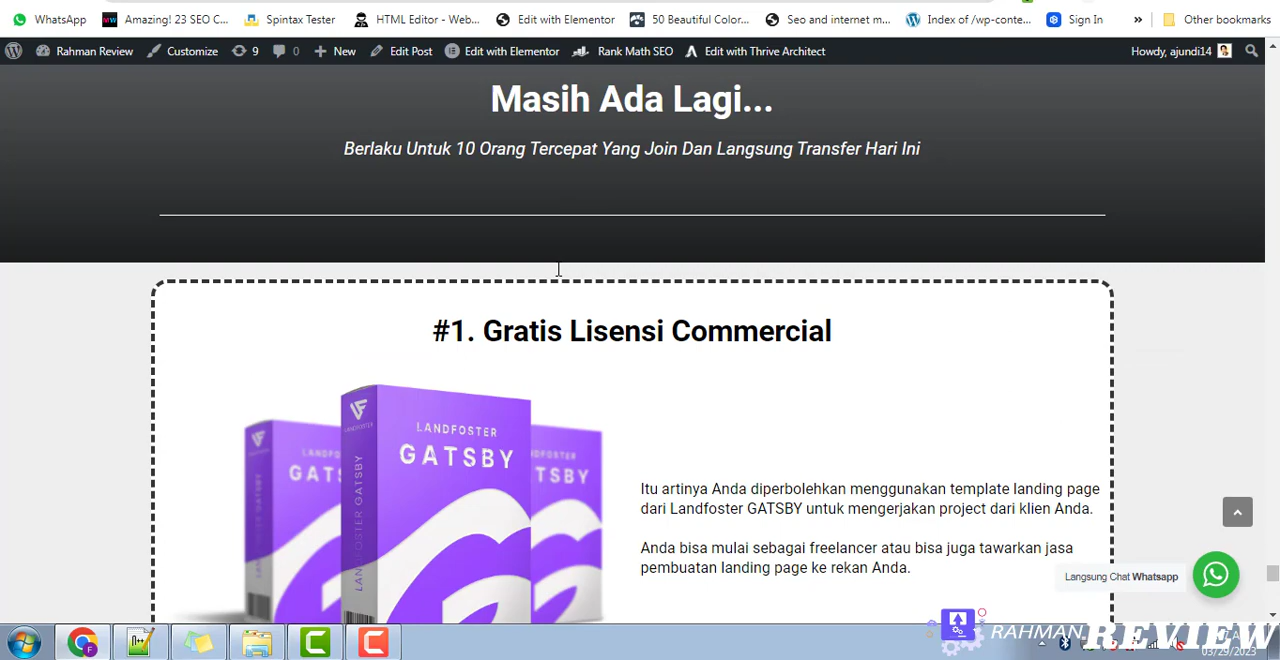 WhatsApp
Amazing! 23 SEO C...
Spintax Tester
HTML Editor - Web...
Edit with Elementor
50 Beautiful Color...
Seo and internet m...
Index of /wp-conte...
Sign In
»
Other bookmarks
Rahman Review
Customize
9
0
New
Edit Post
Edit with Elementor
Rank Math SEO
Edit with Thrive Architect
Howdy, ajundi14
Masih Ada Lagi...
Berlaku Untuk 10 Orang Tercepat Yang Join Dan Langsung Transfer Hari Ini
#1. Gratis Lisensi Commercial
LANDFOSTER
GATSBY
LANDFOSTER GATSBY
Itu artinya Anda diperbolehkan menggunakan template landing page
dari Landfoster GATSBY untuk mengerjakan project dari klien Anda.
Anda bisa mulai sebagai freelancer atau bisa juga tawarkan jasa
pembuatan landing page ke rekan Anda.
Langsung Chat Whatsapp
RAHMAN.REVIEW
03/29/2023